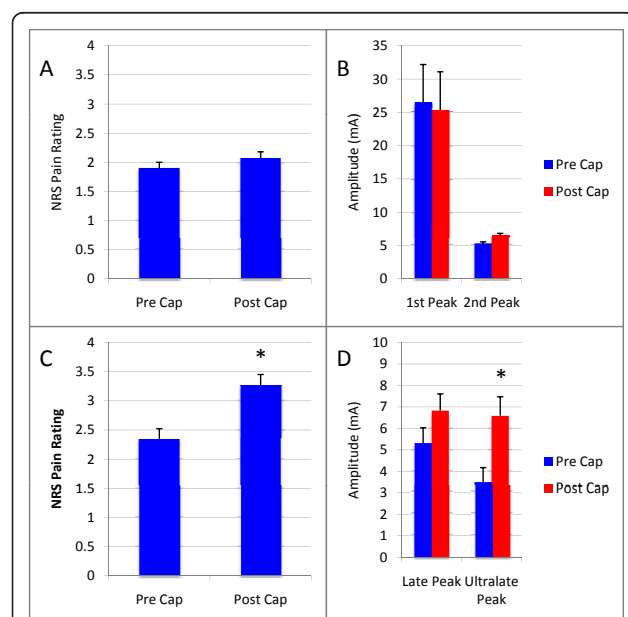 A
NRS Pain Rating
4
3.5
3
2.5
2
1.5
1
0.5
0
Pre Cap Post Cap
B
Amplitude (mA)
35
30
25
20
15
10
5
0
1st Peak 2nd Peak
Pre Cap
Post Cap
C
NRS Pain Rating
4
3.5
3
2.5
2
1.5
1
0.5
0
*
Pre Cap Post Cap
D
Amplitude (mA)
10
9
8
7
6
5
4
3
2
1
0
*
Late Peak Ultralate
Peak
Pre Cap
Post Cap